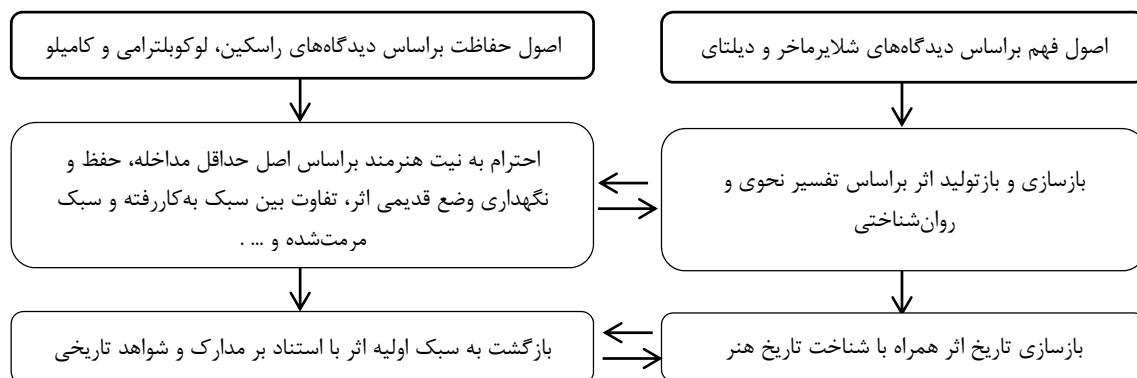 اصول فهم براساس دیدگاه‌های شلایرماخر و دیلتای
اصول حفاظت براساس دیدگاه‌های راسکین، لوکوبلترامی و کامیلو
بازسازی و بازتولید اثر براساس تفسیر نحوی و
روان‌شناختی
احترام به نیت هنرمند براساس اصل حداقل مداخله، حفظ و
نگهداری وضع قدیمی اثر، تفاوت بین سبک به‌کاررفته و سبک
مرمت‌شده و ... .
بازسازی تاریخ اثر همراه با شناخت تاریخ هنر
بازگشت به سبک اولیه اثر با استناد بر مدارک و شواهد تاریخی